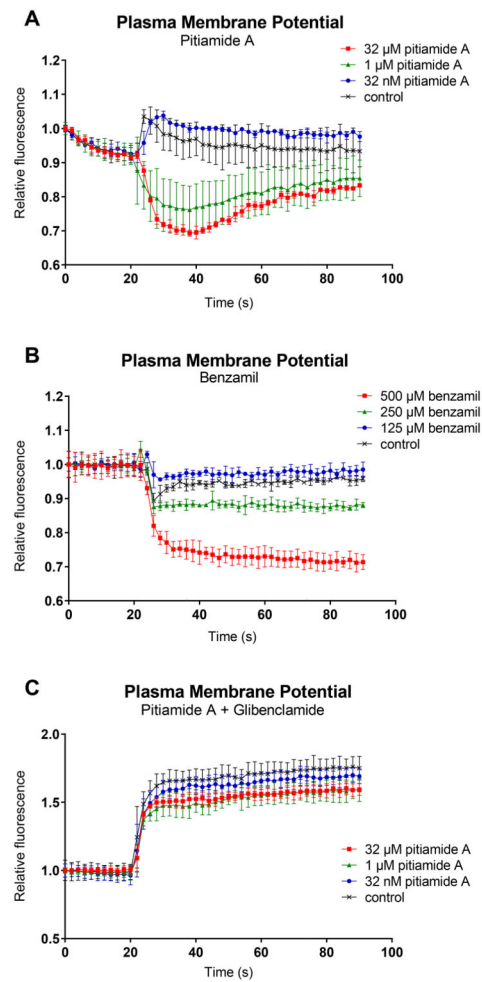 A
Plasma Membrane Potential
Pitiamide A
32 µM pitiamide A
1 µM pitiamide A
32 nM pitiamide A
control
Relative fluorescence
1.2
1.1
1.0
0.9
0.8
0.7
0.6
0 20 40 60 80 100
Time (s)
B
Plasma Membrane Potential
Benzamil
500 µM benzamil
250 µM benzamil
125 µM benzamil
control
Relative fluorescence
1.2
1.1
1.0
0.9
0.8
0.7
0.6
0 20 40 60 80 100
Time (s)
C
Plasma Membrane Potential
Pitiamide A + Glibenclamide
Relative fluorescence
2.0
1.5
1.0
0.5
32 µM pitiamide A
1 µM pitiamide A
32 nM pitiamide A
control
0 20 40 60 80 100
Time (s)